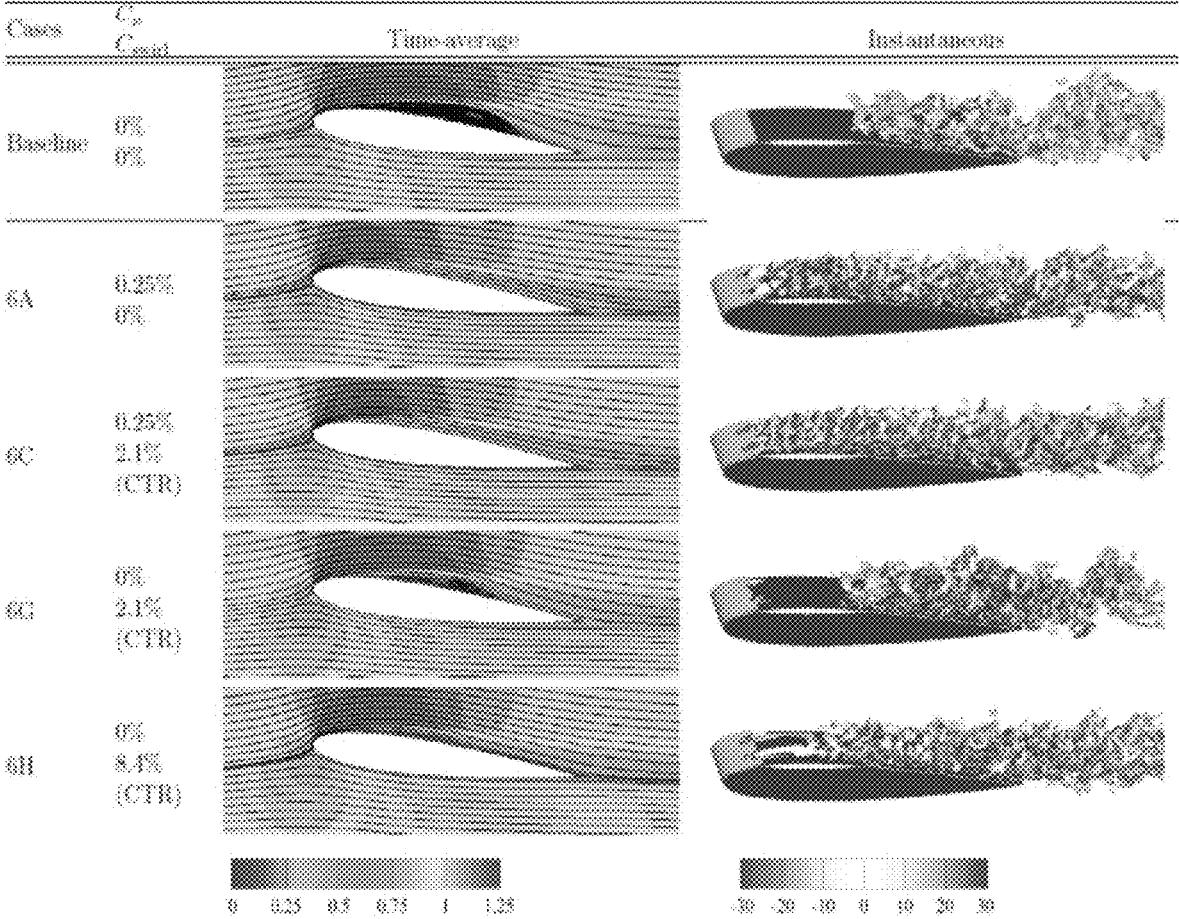 Cases Cμ Time-average Instantaneous
Cswirl
Baseline 0%
0%
6A 0.25%
0%
6C 0.25%
2.1%
(CTR)
6G 0%
2.1%
(CTR)
6H 0%
8.4%
(CTR)
0 0.25 0.5 0.75 1 1.25
-30 -20 -10 0 10 20 30